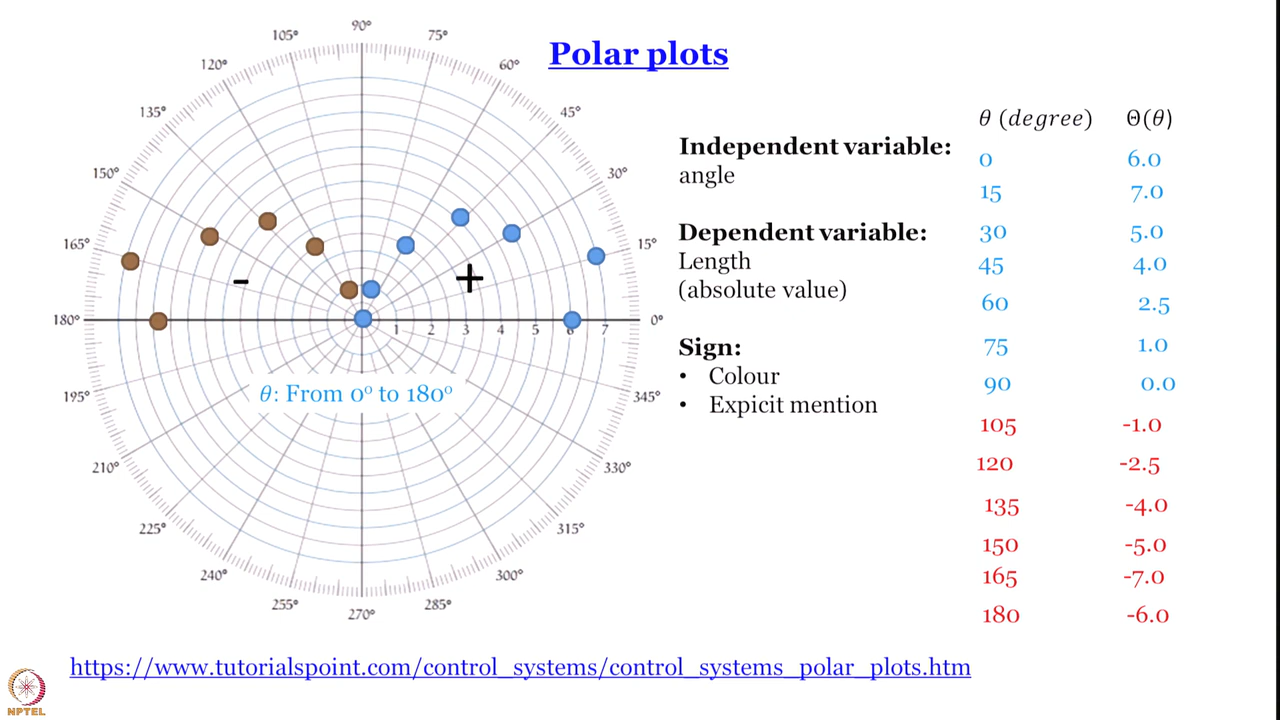 Polar plots
90°
105°
75°
120°
60°
135°
45°
150°
30°
165°
15°
180°
0°
1 2 3 4 5 6 7
-
+
θ: From 0⁰ to 180⁰
195°
345°
210°
330°
225°
315°
240°
300°
255°
285°
270°
Independent variable:
angle
Dependent variable:
Length
(absolute value)
Sign:
• Colour
• Expicit mention
θ (degree) Θ(θ)
0 6.0
15 7.0
30 5.0
45 4.0
60 2.5
75 1.0
90 0.0
105 -1.0
120 -2.5
135 -4.0
150 -5.0
165 -7.0
180 -6.0
https://www.tutorialspoint.com/control_systems/control_systems_polar_plots.htm
NPTEL